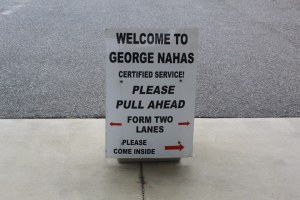 WELCOME TO
GEORGE NAHAS
CERTIFIED SERVICE!
PLEASE
PULL AHEAD
FORM TWO
LANES
PLEASE
COME INSIDE